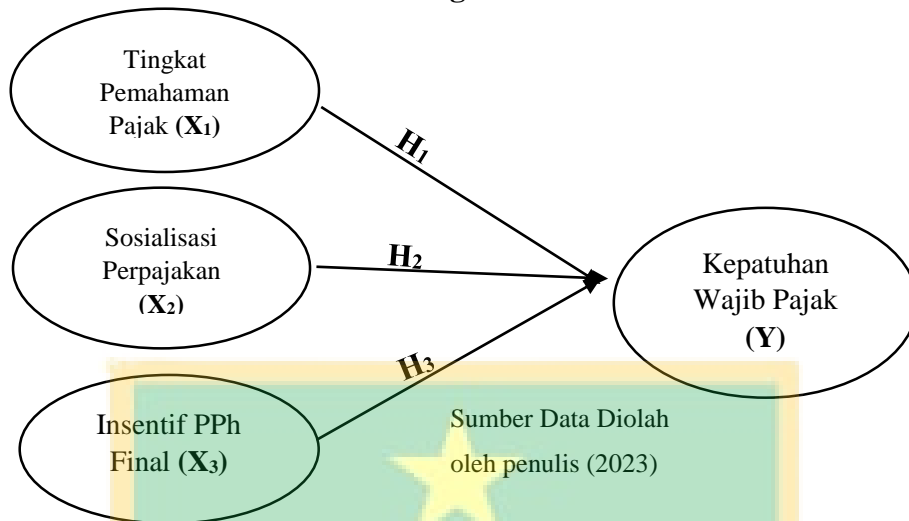 Tingkat
Pemahaman
Pajak (X1)
H1
Sosialisasi
Perpajakan
(X2)
H2
Kepatuhan
Wajib Pajak
(Y)
H3
Insentif PPh
Final (X3)
Sumber Data Diolah
oleh penulis (2023)